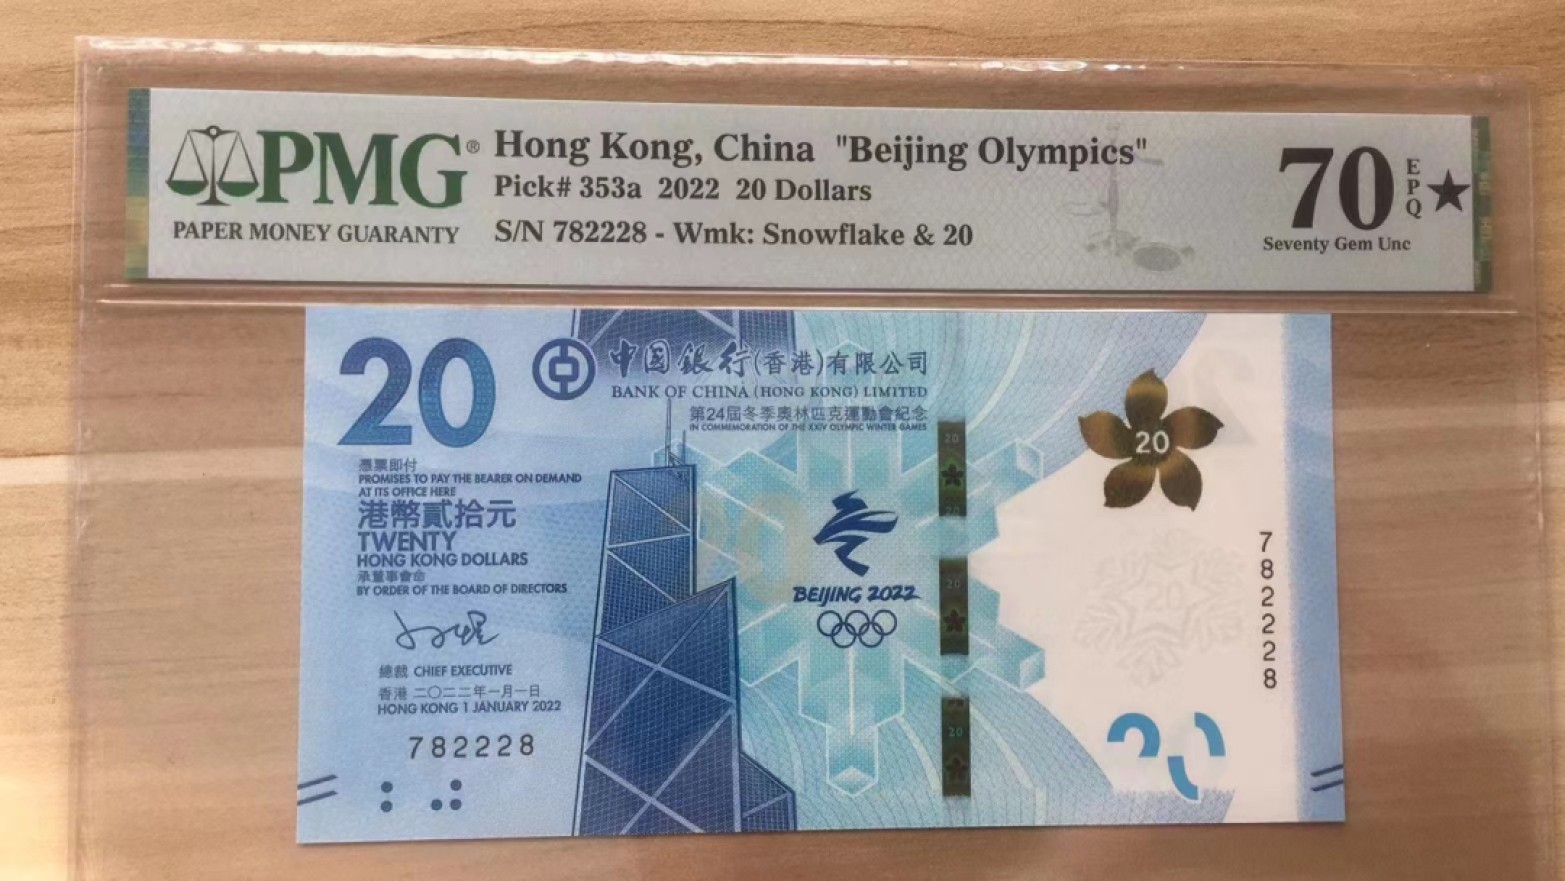 PMG®
PAPER MONEY GUARANTY
Hong Kong, China "Beijing Olympics"
Pick# 353a 2022 20 Dollars
S/N 782228 - Wmk: Snowflake & 20
70 EPQ ★
Seventy Gem Unc
20
中国銀行(香港)有限公司
BANK OF CHINA (HONG KONG) LIMITED
第24屆冬季奧林匹克運動會紀念
IN COMMEMORATION OF THE XXIV OLYMPIC WINTER GAMES
憑票即付
PROMISES TO PAY THE BEARER ON DEMAND
AT ITS OFFICE HERE
港幣貳拾元
TWENTY
HONG KONG DOLLARS
承董事會命
BY ORDER OF THE BOARD OF DIRECTORS
總裁 CHIEF EXECUTIVE
香港 二〇二二年一月一日
HONG KONG 1 JANUARY 2022
782228
BEIJING 2022
20
20
20
20
20
782228
20